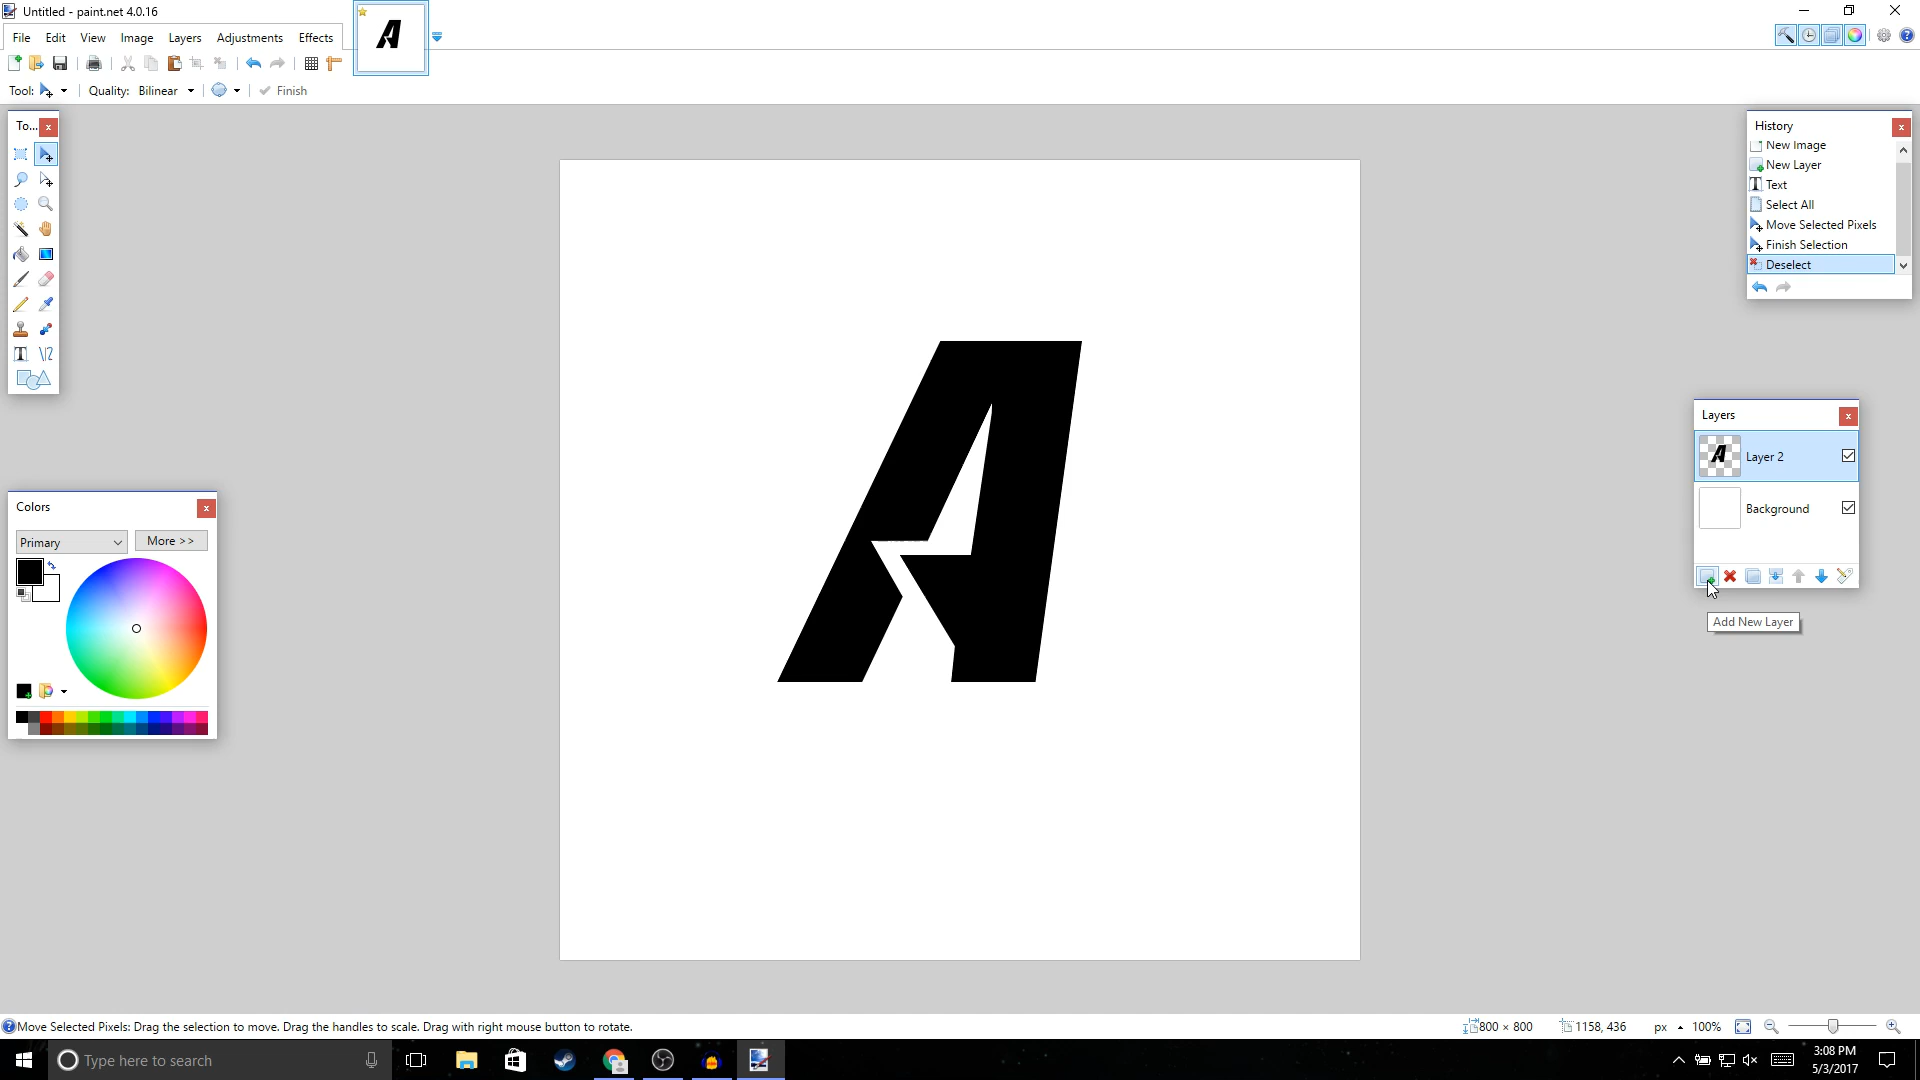 Untitled - paint.net 4.0.16
File Edit View Image Layers Adjustments Effects
Tool: Quality: Bilinear Finish
To...
History
New Image
New Layer
Text
Select All
Move Selected Pixels
Finish Selection
Deselect
A
Layers
Layer 2
Background
Add New Layer
Colors
Primary More >>
Move Selected Pixels: Drag the selection to move. Drag the handles to scale. Drag with right mouse button to rotate.
800 × 800 1158, 436 px 100%
Type here to search
3:08 PM
5/3/2017